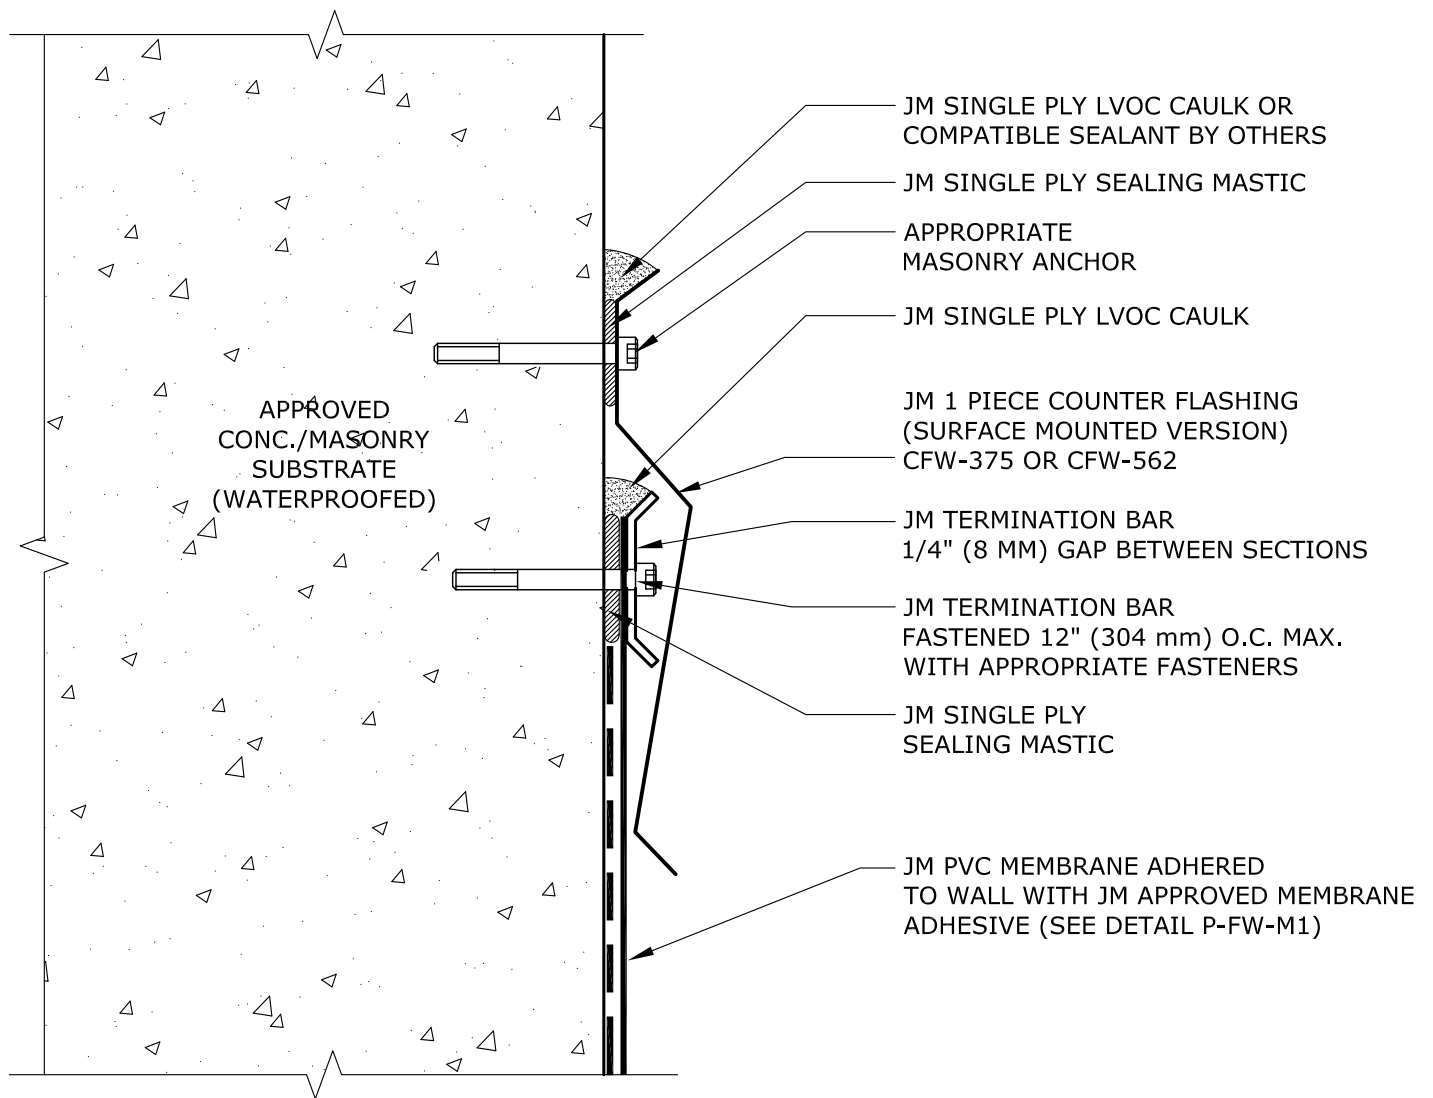 JM SINGLE PLY LVOC CAULK OR
COMPATIBLE SEALANT BY OTHERS
JM SINGLE PLY SEALING MASTIC
APPROPRIATE
MASONRY ANCHOR
JM SINGLE PLY LVOC CAULK
JM 1 PIECE COUNTER FLASHING
(SURFACE MOUNTED VERSION)
CFW-375 OR CFW-562
APPROVED
CONC./MASONRY
SUBSTRATE
(WATERPROOFED)
JM TERMINATION BAR
1/4" (8 MM) GAP BETWEEN SECTIONS
JM TERMINATION BAR
FASTENED 12" (304 mm) O.C. MAX.
WITH APPROPRIATE FASTENERS
JM SINGLE PLY
SEALING MASTIC
JM PVC MEMBRANE ADHERED
TO WALL WITH JM APPROVED MEMBRANE
ADHESIVE (SEE DETAIL P-FW-M1)